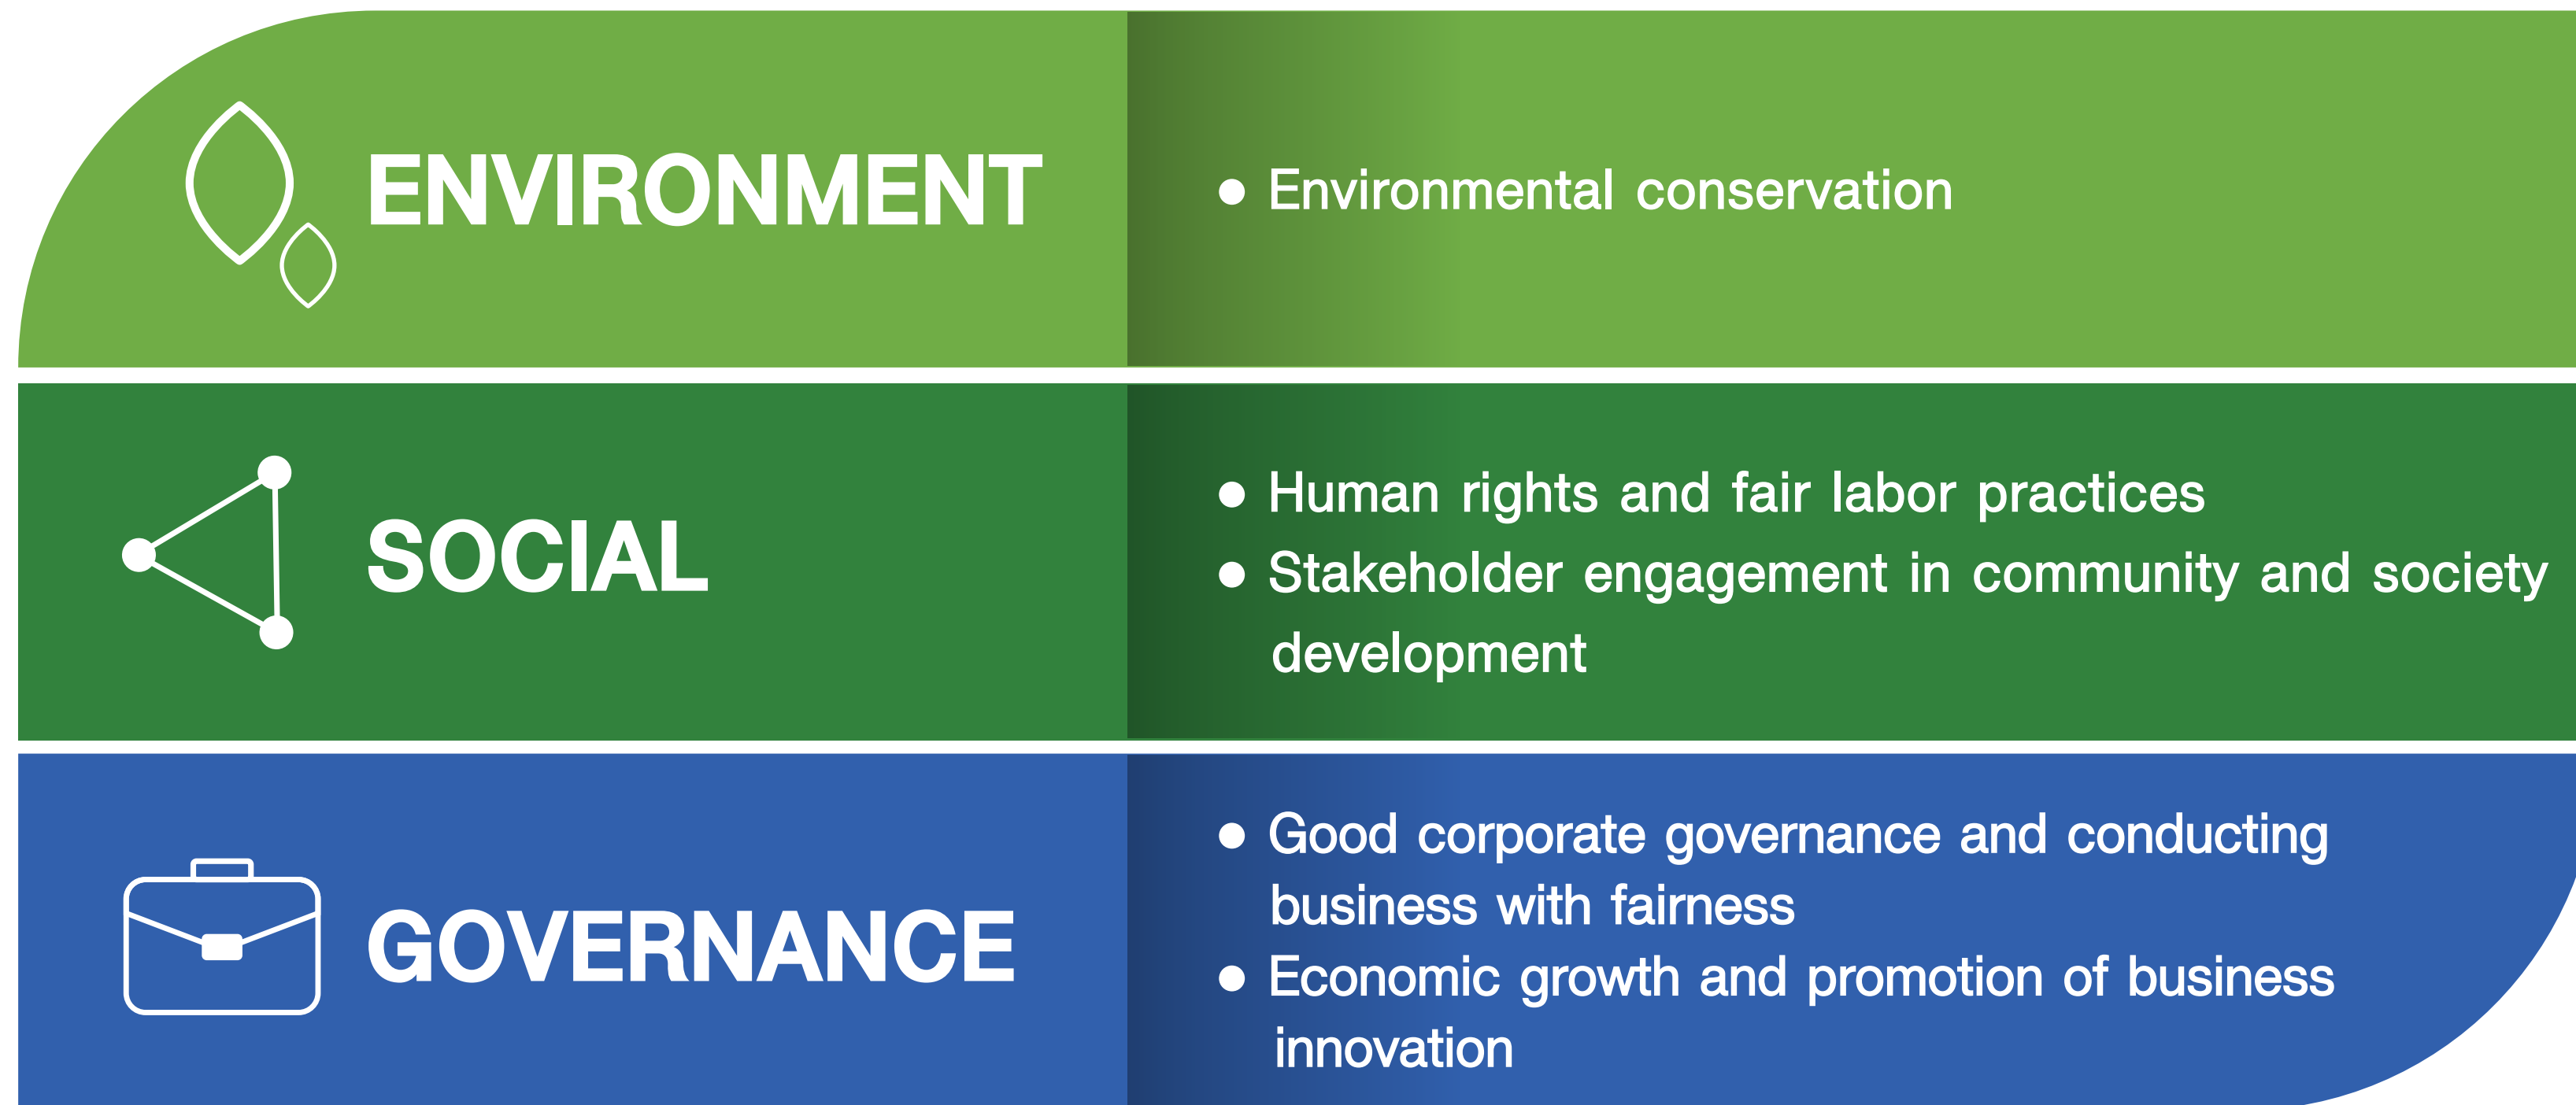 ENVIRONMENT
● Environmental conservation
SOCIAL
● Human rights and fair labor practices
● Stakeholder engagement in community and society
development
GOVERNANCE
● Good corporate governance and conducting
business with fairness
● Economic growth and promotion of business
innovation